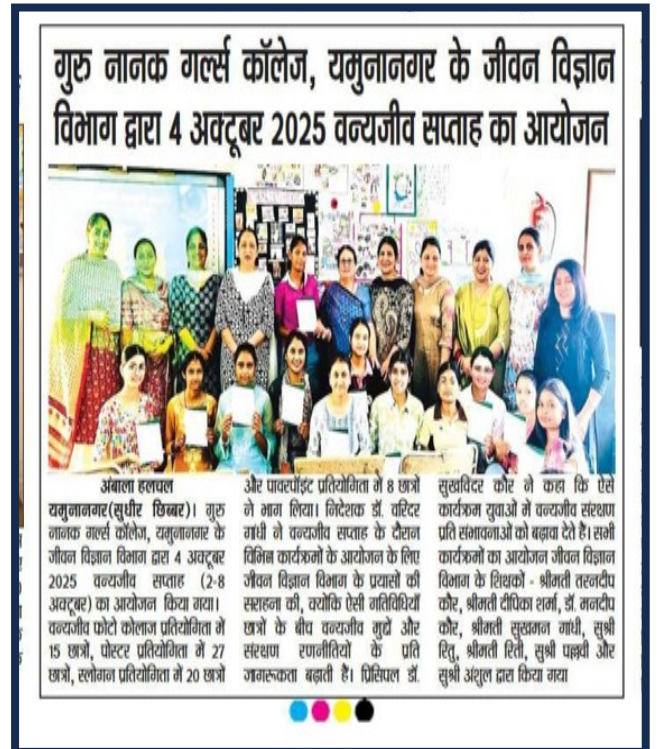 गुरु नानक गर्ल्स कॉलेज, यमुनानगर के जीवन विज्ञान
विभाग द्वारा 4 अक्टूबर 2025 वन्यजीव सप्ताह का आयोजन
अंबाला हलचल
यमुनानगर(सुधीर छिब्बर)। गुरु
नानक गर्ल्स कॉलेज, यमुनानगर के
जीवन विज्ञान विभाग द्वारा 4 अक्टूबर
2025 वन्यजीव सप्ताह (2-8
अक्टूबर) का आयोजन किया गया।
वन्यजीव फोटो कोलाज प्रतियोगिता में
15 छात्रों, पोस्टर प्रतियोगिता में 27
छात्रों, स्लोगन प्रतियोगिता में 20 छात्रों
और पावरपॉइंट प्रतियोगिता में 8 छात्रों
ने भाग लिया। निदेशक डॉ. वरिंदर
गांधी ने वन्यजीव सप्ताह के दौरान
विभिन्न कार्यक्रमों के आयोजन के लिए
जीवन विज्ञान विभाग के प्रयासों की
सराहना की, क्योंकि ऐसी गतिविधियाँ
छात्रों के बीच वन्यजीव मुद्दों और
संरक्षण रणनीतियों के प्रति
जागरूकता बढ़ाती हैं। प्रिंसिपल डॉ.
सुखविंदर कौर ने कहा कि ऐसे
कार्यक्रम युवाओं में वन्यजीव संरक्षण
प्रति संभावनाओं को बढ़ावा देते हैं। सभी
कार्यक्रमों का आयोजन जीवन विज्ञान
विभाग के शिक्षकों - श्रीमती तरनदीप
कौर, श्रीमती दीपिका शर्मा, डॉ. मनदीप
कौर, श्रीमती सुखमन गांधी, सुश्री
रितु, श्रीमती रिती, सुश्री पल्लवी और
सुश्री अंशुल द्वारा किया गया